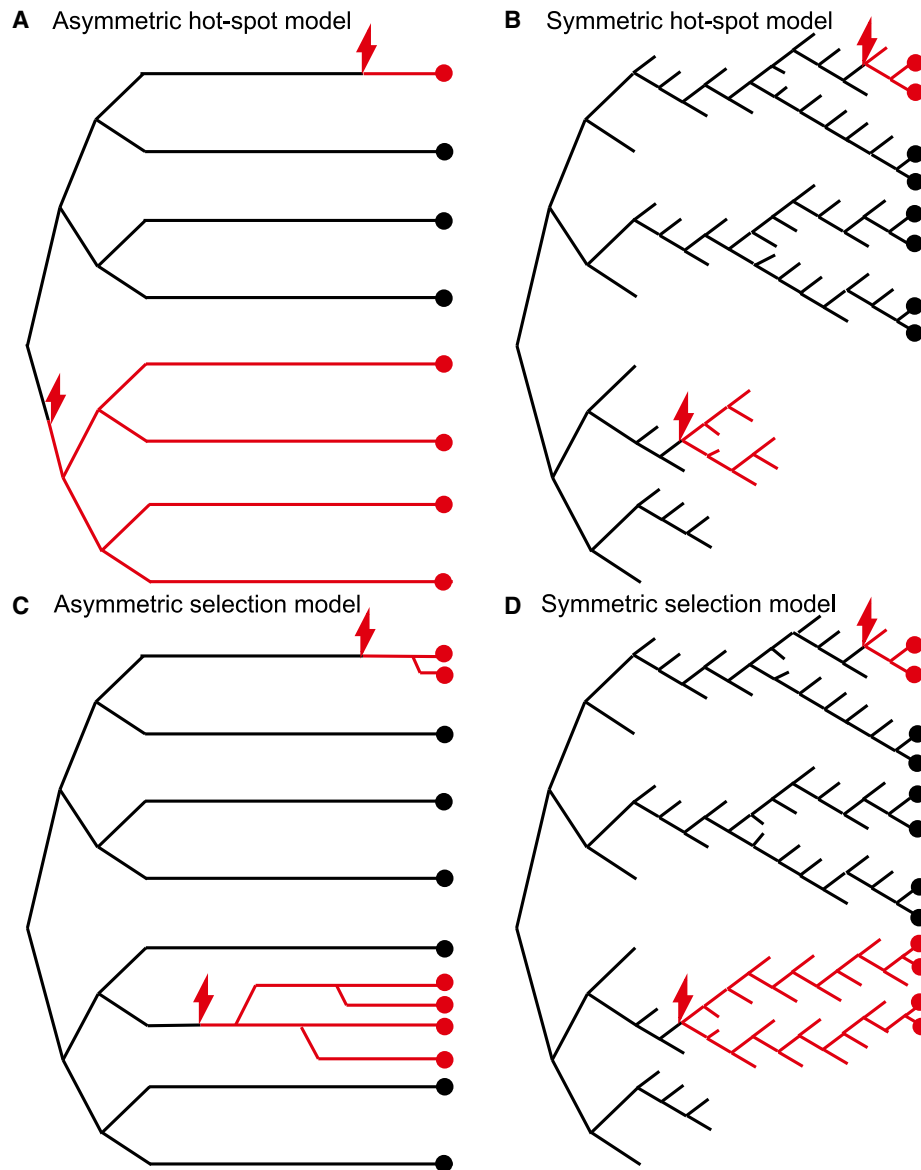 A Asymmetric hot-spot model
B Symmetric hot-spot model
C Asymmetric selection model
D Symmetric selection model